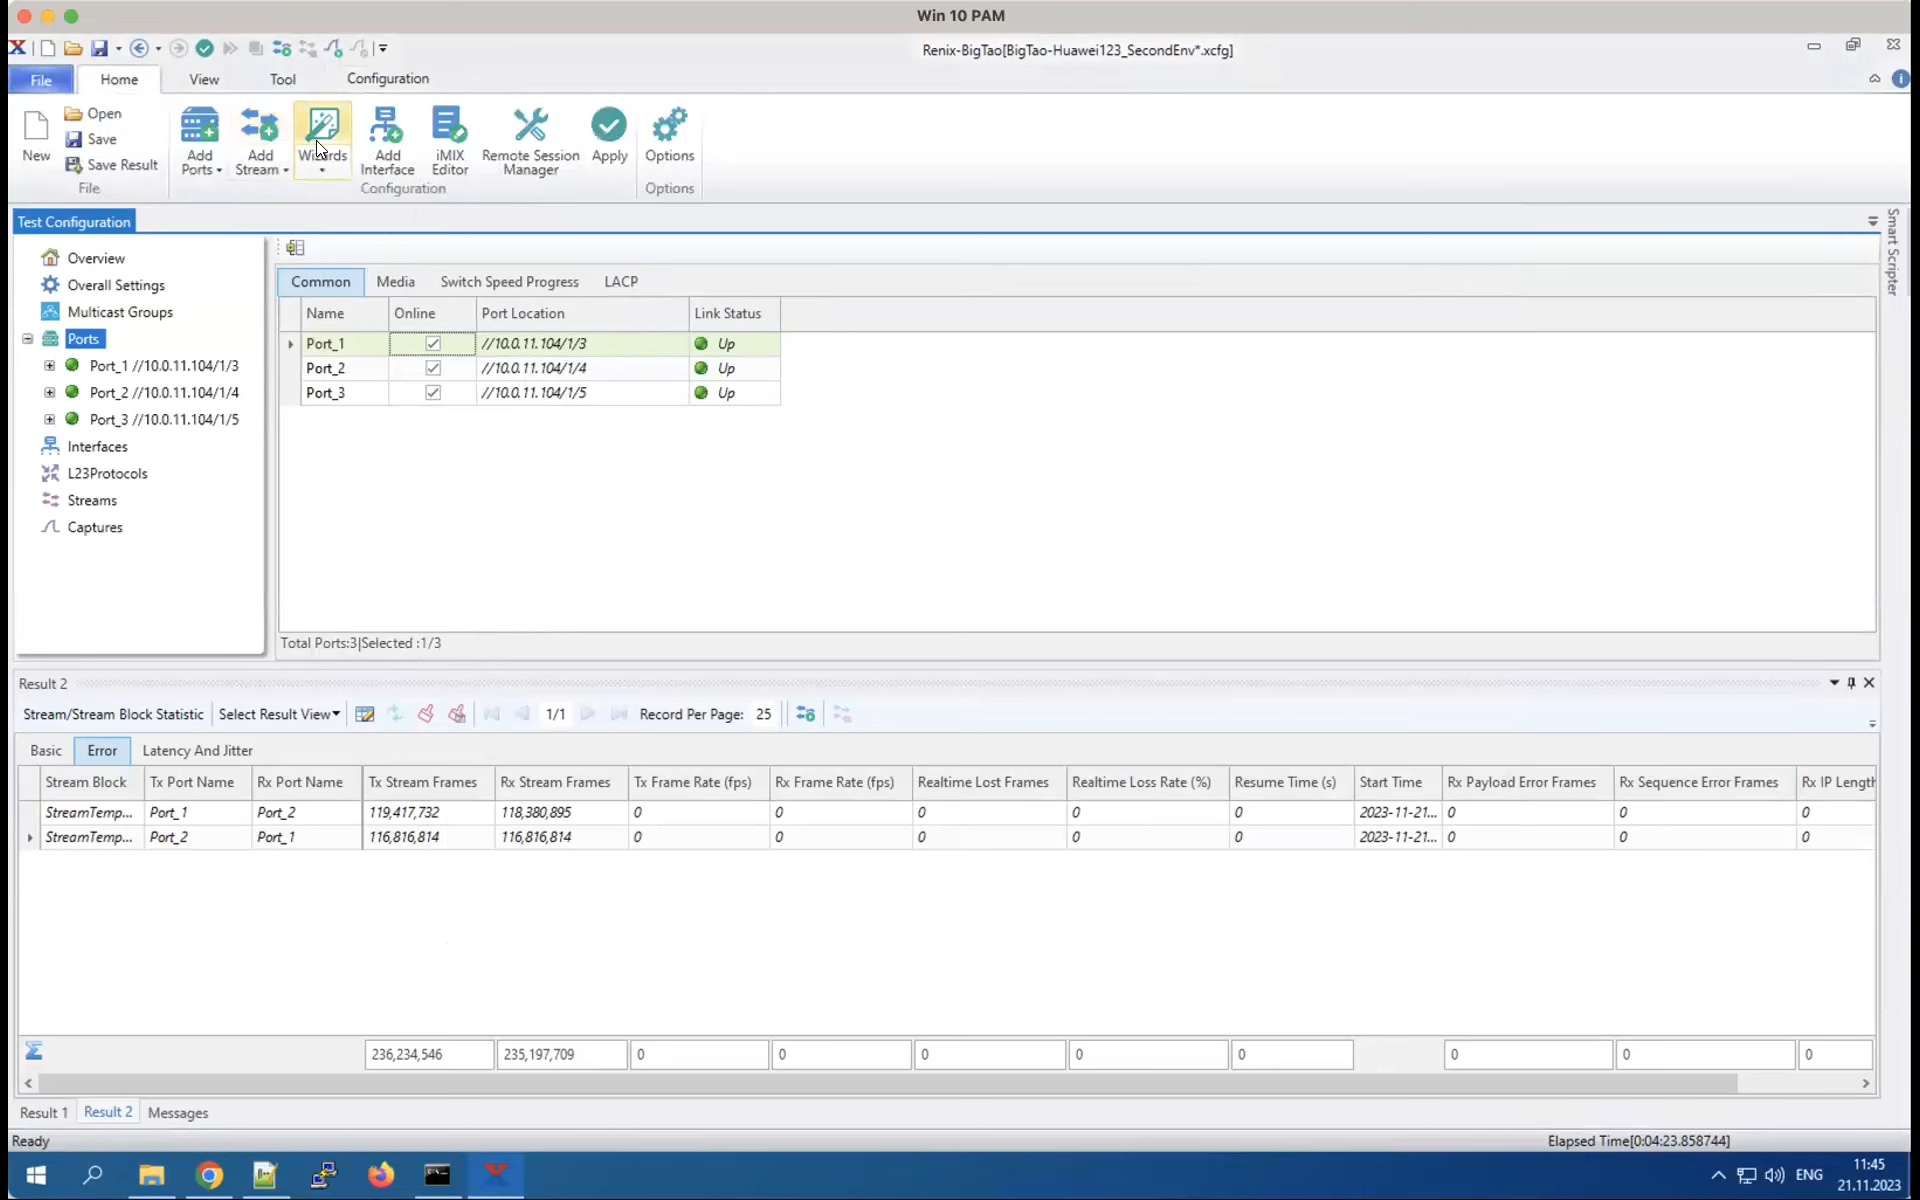 Win 10 PAM
Renix-BigTao[BigTao-Huawei123_SecondEnv*.xcfg]
File Home View Tool Configuration
New
Open
Save
Save Result
File
Add Ports
Add Stream
Wizards
Add Interface
iMIX Editor
Remote Session Manager
Apply
Configuration
Options
Options
Test Configuration
Smart Scripter
Overview
Overall Settings
Multicast Groups
Ports
Port_1 //10.0.11.104/1/3
Port_2 //10.0.11.104/1/4
Port_3 //10.0.11.104/1/5
Interfaces
L23Protocols
Streams
Captures
Common Media Switch Speed Progress LACP
Name Online Port Location Link Status
Port_1 //10.0.11.104/1/3 Up
Port_2 //10.0.11.104/1/4 Up
Port_3 //10.0.11.104/1/5 Up
Total Ports:3|Selected :1/3
Result 2
Stream/Stream Block Statistic Select Result View 1/1 Record Per Page: 25
Basic Error Latency And Jitter
Stream Block Tx Port Name Rx Port Name Tx Stream Frames Rx Stream Frames Tx Frame Rate (fps) Rx Frame Rate (fps) Realtime Lost Frames Realtime Loss Rate (%) Resume Time (s) Start Time Rx Payload Error Frames Rx Sequence Error Frames Rx IP Length
StreamTemp... Port_1 Port_2 119,417,732 118,380,895 0 0 0 0 0 2023-11-21... 0 0 0
StreamTemp... Port_2 Port_1 116,816,814 116,816,814 0 0 0 0 0 2023-11-21... 0 0 0
236,234,546 235,197,709 0 0 0 0 0 0 0 0
Result 1 Result 2 Messages
Ready Elapsed Time[0:04:23.858744]
ENG 11:45
21.11.2023